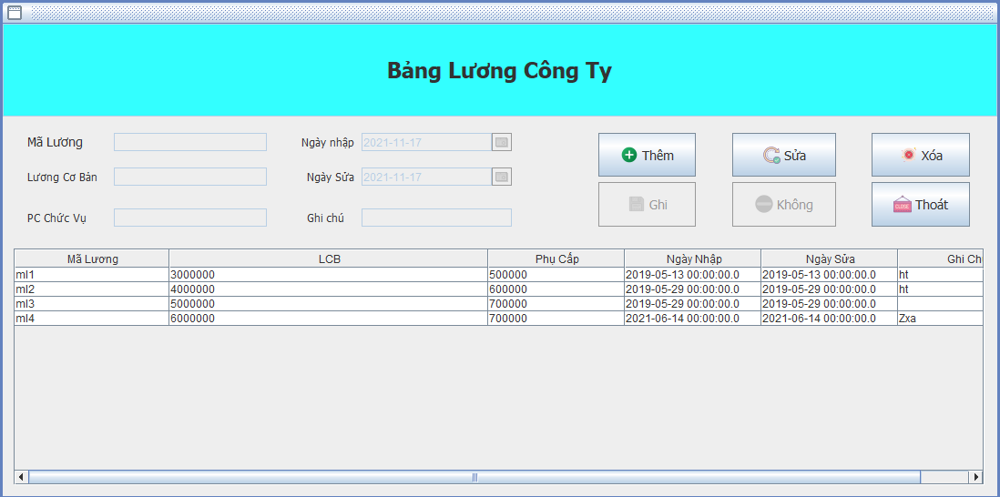 Bảng Lương Công Ty
Mã Lương Ngày nhập 2021-11-17 Thêm Sửa Xóa
Lương Cơ Bản Ngày Sửa 2021-11-17
PC Chức Vụ Ghi chú Ghi Không CLOSE Thoát
Mã Lương LCB Phụ Cấp Ngày Nhập Ngày Sửa Ghi Ch
ml1 3000000 500000 2019-05-13 00:00:00.0 2019-05-13 00:00:00.0 ht
ml2 4000000 600000 2019-05-29 00:00:00.0 2019-05-29 00:00:00.0 ht
ml3 5000000 700000 2019-05-29 00:00:00.0 2019-05-29 00:00:00.0
ml4 6000000 700000 2021-06-14 00:00:00.0 2021-06-14 00:00:00.0 Zxa